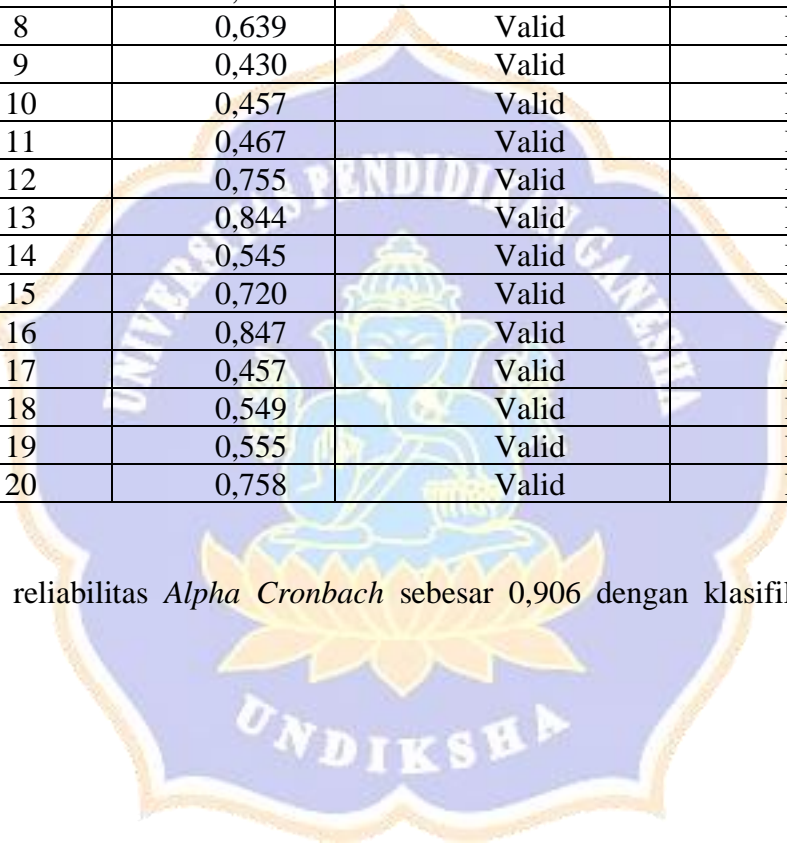 8 0,639 Valid
9 0,430 Valid
10 0,457 Valid
11 0,467 Valid
12 0,755 Valid
13 0,844 Valid
14 0,545 Valid
15 0,720 Valid
16 0,847 Valid
17 0,457 Valid
18 0,549 Valid
19 0,555 Valid
20 0,758 Valid
reliabilitas Alpha Cronbach sebesar 0,906 dengan
UNIVERSITAS PENDIDIKAN GANESHA
UNDIKSHA